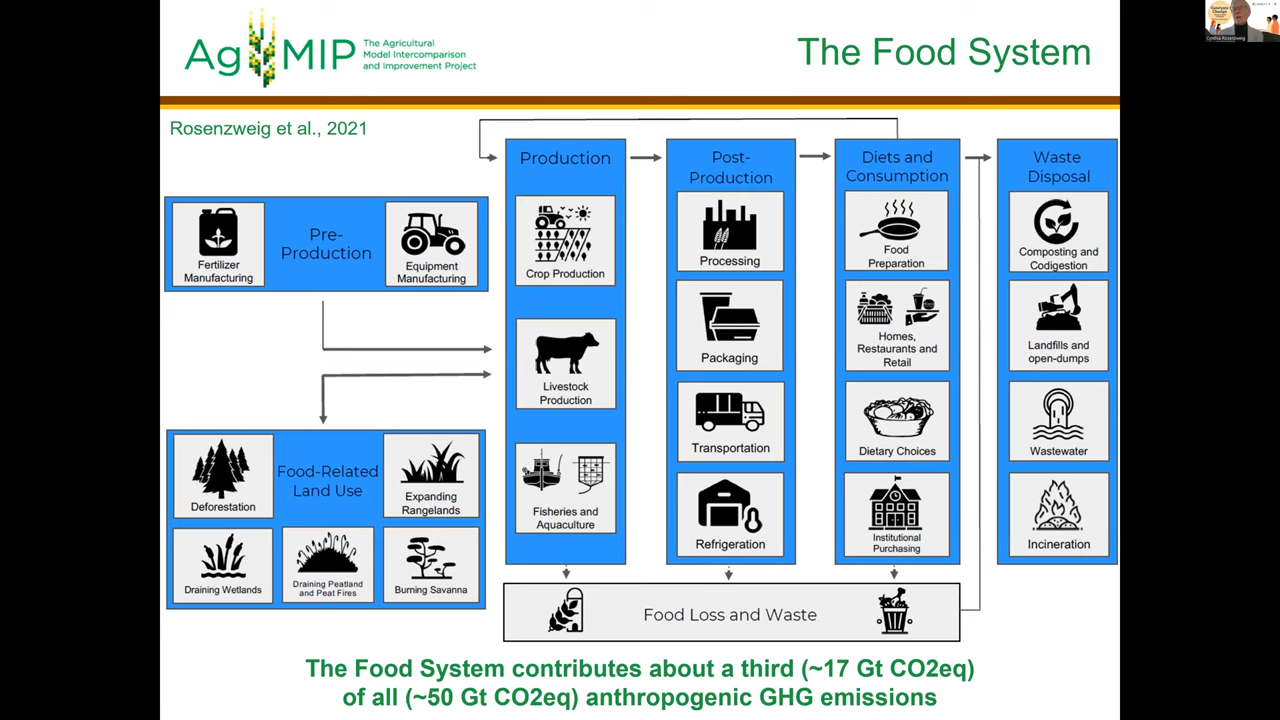 AgMIP
The Agricultural
Model Intercomparison
and Improvement Project
The Food System
Rosenzweig et al., 2021
Pre-
Production
Fertilizer
Manufacturing
Equipment
Manufacturing
Food-Related
Land Use
Deforestation
Expanding
Rangelands
Draining Wetlands
Draining Peatland
and Peat Fires
Burning Savanna
Production
Crop Production
Livestock
Production
Fisheries and
Aquaculture
Post-
Production
Processing
Packaging
Transportation
Refrigeration
Diets and
Consumption
Food
Preparation
Homes,
Restaurants and
Retail
Dietary Choices
Institutional
Purchasing
Waste
Disposal
Composting and
Codigestion
Landfills and
open-dumps
Wastewater
Incineration
Food Loss and Waste
The Food System contributes about a third (~17 Gt CO2eq)
of all (~50 Gt CO2eq) anthropogenic GHG emissions
Cynthia Rosenzweig